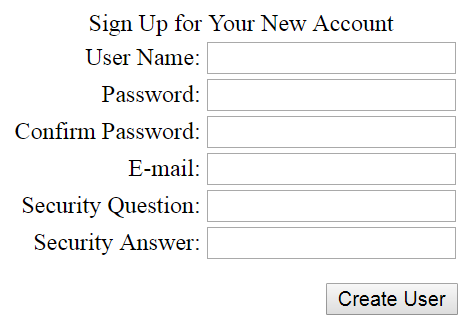 Sign Up for Your New Account
User Name:
Password:
Confirm Password:
E-mail:
Security Question:
Security Answer:
Create User